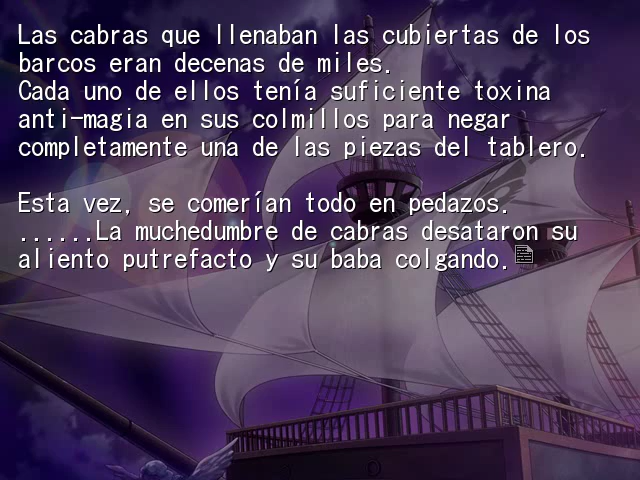 Las cabras que llenaban las cubiertas de los
barcos eran decenas de miles.
Cada uno de ellos tenía suficiente toxina
anti-magia en sus colmillos para negar
completamente una de las piezas del tablero.
Esta vez, se comerían todo en pedazos.
......La muchedumbre de cabras desataron su
aliento putrefacto y su baba colgando.